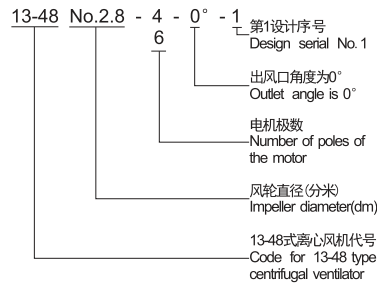 13-48 No.2.8 - 4 - 0° - 1
6
第1设计序号
Design serial No. 1
出风口角度为0°
Outlet angle is 0°
电机极数
Number of poles of
the motor
风轮直径(分米)
Impeller diameter(dm)
13-48式离心风机代号
Code for 13-48 type
centrifugal ventilator